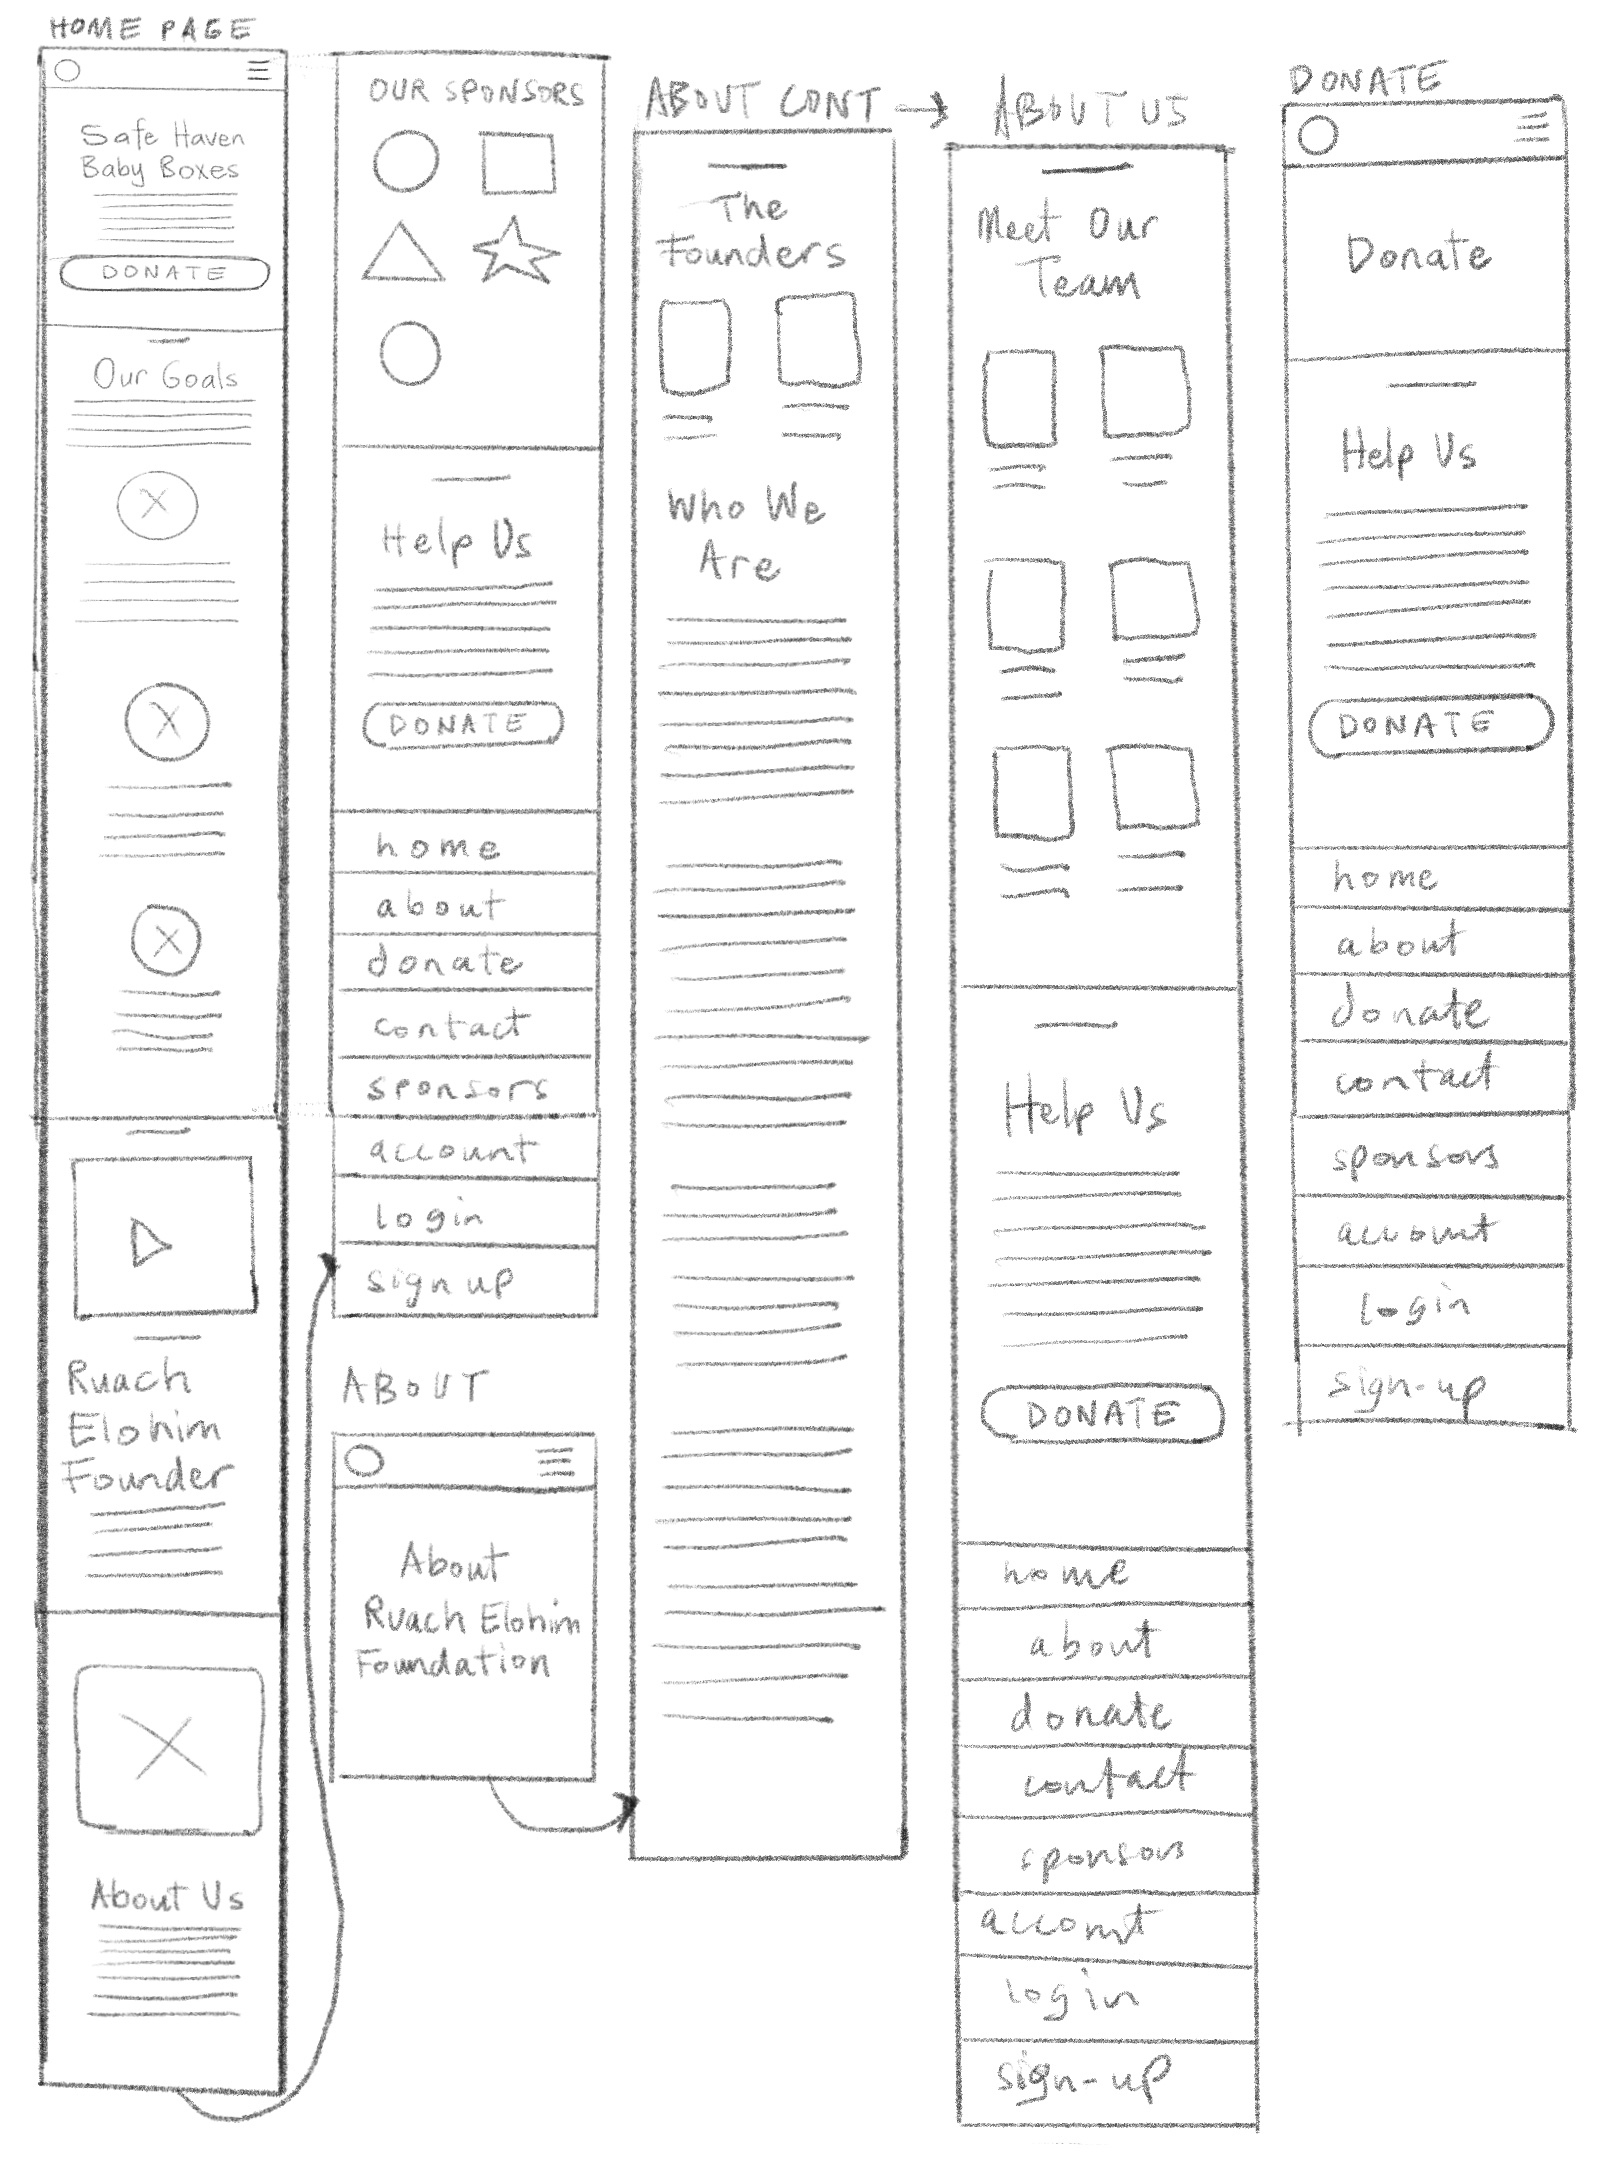 HOME PAGE
Safe Haven
Baby Boxes
DONATE
Our Goals
Ruach
Elohim
Founder
About Us
OUR SPONSORS
Help Us
DONATE
home
about
donate
contact
sponsors
account
login
sign up
ABOUT
About
Ruach Elohim
Foundation
ABOUT CONT
The
Founders
Who We
Are
ABOUT US
Meet Our
Team
Help Us
DONATE
home
about
donate
contact
sponsors
account
login
sign-up
DONATE
Donate
Help Us
DONATE
home
about
donate
contact
sponsors
account
login
sign-up